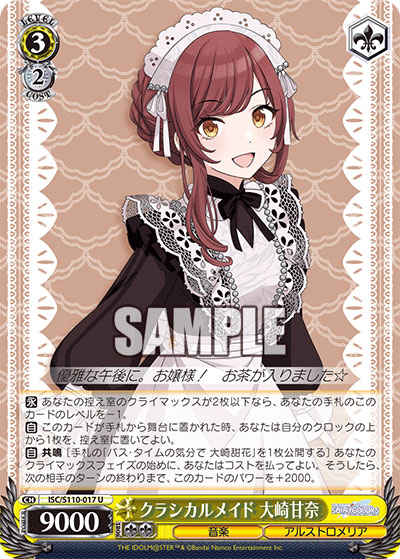 LEVEL
3
2
COST
SAMPLE
優雅な午後に。お嬢様！ お茶が入りました☆
永 あなたの控え室のクライマックスが2枚以下なら、あなたの手札のこの
カードのレベルを－1。
自 このカードが手札から舞台に置かれた時、あなたは自分のクロックの上
から1枚を、控え室に置いてよい。
自 共鳴 ［手札の「バス・タイムの気分で 大崎甜花」を1枚公開する］ あなたの
クライマックスフェイズの始めに、あなたはコストを払ってよい。そうした
ら、次の相手のターンの終わりまで、このカードのパワーを＋2000。
CH ISC/S110-017 U
POWER 9000
クラシカルメイド 大崎甘奈
SHINYCOLORS
音楽 アルストロメリア
THE IDOLM@STER™& ©Bandai Namco Entertainment Inc.